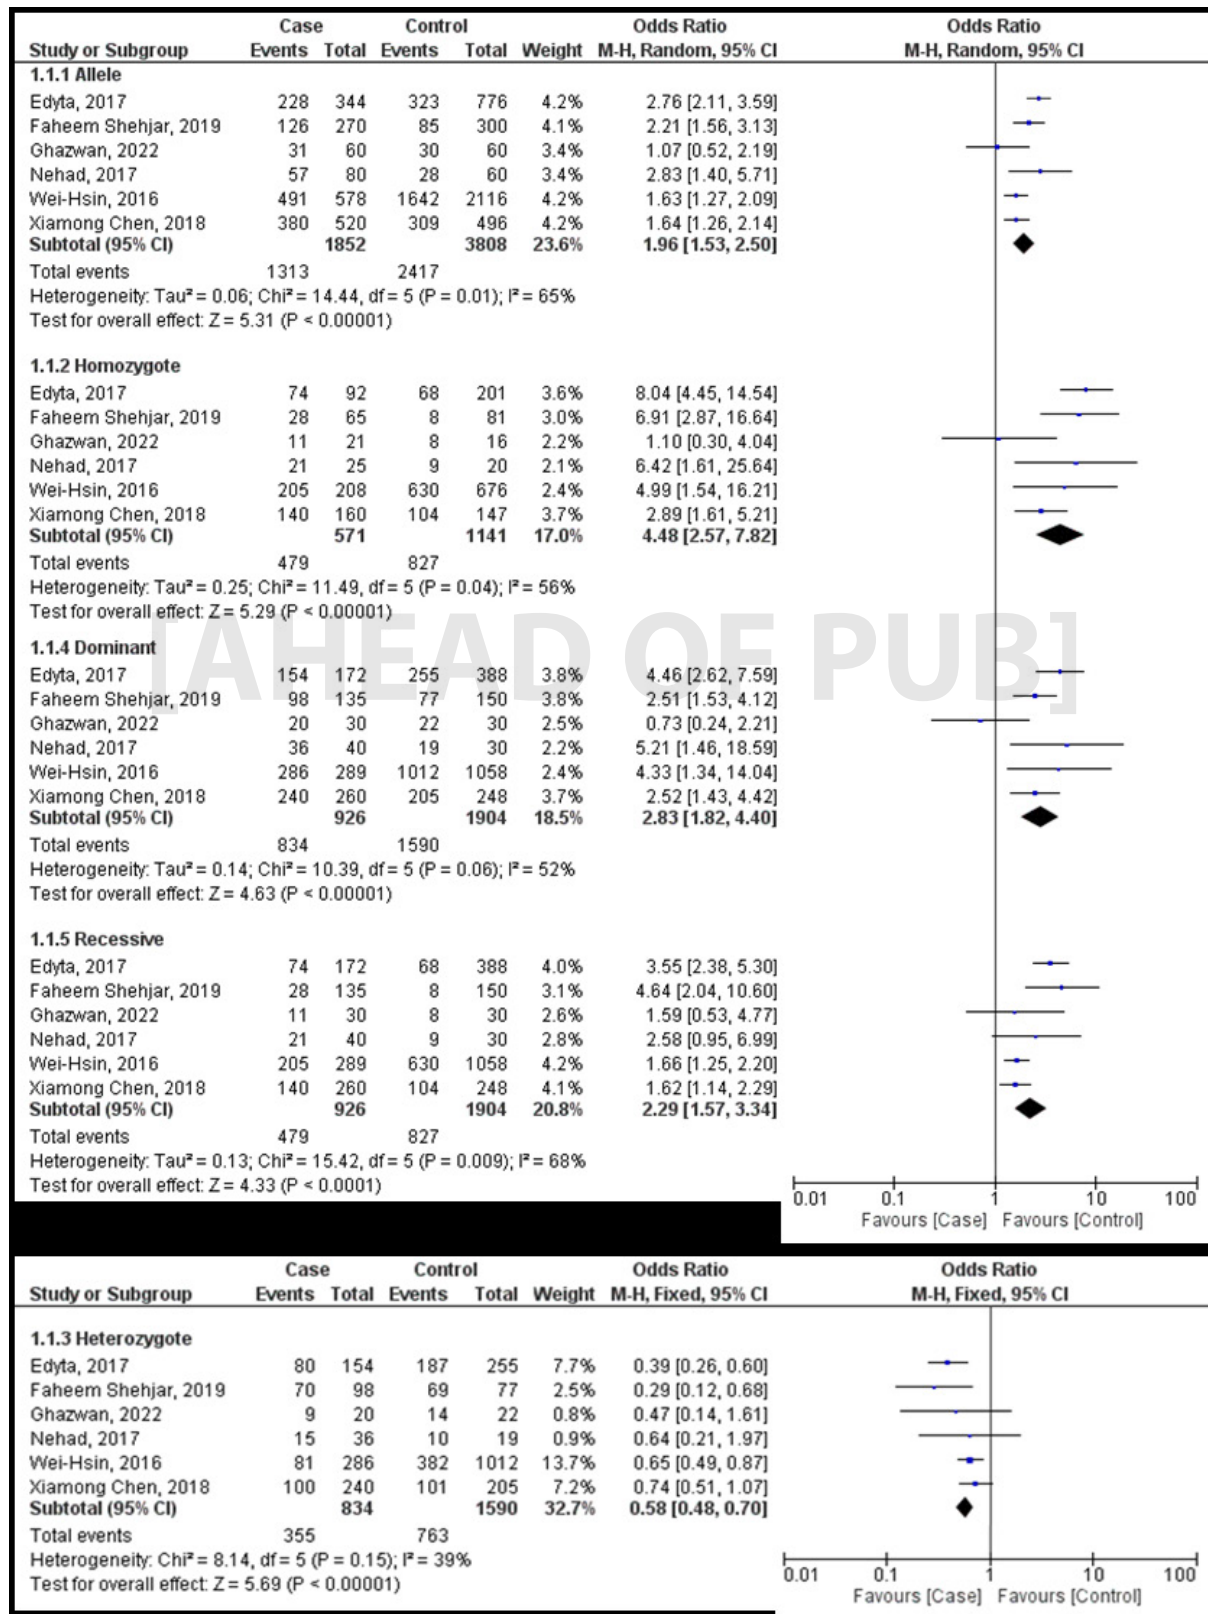 Case Control Odds Ratio Odds Ratio
Study or Subgroup Events Total Events Total Weight M-H, Random, 95% CI M-H, Random, 95% CI
1.1.1 Allele
Edyta, 2017 228 344 323 776 4.2% 2.76 [2.11, 3.59]
Faheem Shehjar, 2019 126 270 85 300 4.1% 2.21 [1.56, 3.13]
Ghazwan, 2022 31 60 30 60 3.4% 1.07 [0.52, 2.19]
Nehad, 2017 57 80 28 60 3.4% 2.83 [1.40, 5.71]
Wei-Hsin, 2016 491 578 1642 2116 4.2% 1.63 [1.27, 2.09]
Xiamong Chen, 2018 380 520 309 496 4.2% 1.64 [1.26, 2.14]
Subtotal (95% CI) 1852 3808 23.6% 1.96 [1.53, 2.50]
Total events 1313 2417
Heterogeneity: Tau² = 0.06; Chi² = 14.44, df = 5 (P = 0.01); I² = 65%
Test for overall effect: Z = 5.31 (P < 0.00001)
1.1.2 Homozygote
Edyta, 2017 74 92 68 201 3.6% 8.04 [4.45, 14.54]
Faheem Shehjar, 2019 28 65 8 81 3.0% 6.91 [2.87, 16.64]
Ghazwan, 2022 11 21 8 16 2.2% 1.10 [0.30, 4.04]
Nehad, 2017 21 25 9 20 2.1% 6.42 [1.61, 25.64]
Wei-Hsin, 2016 205 208 630 676 2.4% 4.99 [1.54, 16.21]
Xiamong Chen, 2018 140 160 104 147 3.7% 2.89 [1.61, 5.21]
Subtotal (95% CI) 571 1141 17.0% 4.48 [2.57, 7.82]
Total events 479 827
Heterogeneity: Tau² = 0.25; Chi² = 11.49, df = 5 (P = 0.04); I² = 56%
Test for overall effect: Z = 5.29 (P < 0.00001)
[AHEAD OF PUB]
1.1.4 Dominant
Edyta, 2017 154 172 255 388 3.8% 4.46 [2.62, 7.59]
Faheem Shehjar, 2019 98 135 77 150 3.8% 2.51 [1.53, 4.12]
Ghazwan, 2022 20 30 22 30 2.5% 0.73 [0.24, 2.21]
Nehad, 2017 36 40 19 30 2.2% 5.21 [1.46, 18.59]
Wei-Hsin, 2016 286 289 1012 1058 2.4% 4.33 [1.34, 14.04]
Xiamong Chen, 2018 240 260 205 248 3.7% 2.52 [1.43, 4.42]
Subtotal (95% CI) 926 1904 18.5% 2.83 [1.82, 4.40]
Total events 834 1590
Heterogeneity: Tau² = 0.14; Chi² = 10.39, df = 5 (P = 0.06); I² = 52%
Test for overall effect: Z = 4.63 (P < 0.00001)
1.1.5 Recessive
Edyta, 2017 74 172 68 388 4.0% 3.55 [2.38, 5.30]
Faheem Shehjar, 2019 28 135 8 150 3.1% 4.64 [2.04, 10.60]
Ghazwan, 2022 11 30 8 30 2.6% 1.59 [0.53, 4.77]
Nehad, 2017 21 40 9 30 2.8% 2.58 [0.95, 6.99]
Wei-Hsin, 2016 205 289 630 1058 4.2% 1.66 [1.25, 2.20]
Xiamong Chen, 2018 140 260 104 248 4.1% 1.62 [1.14, 2.29]
Subtotal (95% CI) 926 1904 20.8% 2.29 [1.57, 3.34]
Total events 479 827
Heterogeneity: Tau² = 0.13; Chi² = 15.42, df = 5 (P = 0.009); I² = 68%
Test for overall effect: Z = 4.33 (P < 0.0001)
0.01 0.1 1 10 100
Favours [Case] Favours [Control]
Case Control Odds Ratio Odds Ratio
Study or Subgroup Events Total Events Total Weight M-H, Fixed, 95% CI M-H, Fixed, 95% CI
1.1.3 Heterozygote
Edyta, 2017 80 154 187 255 7.7% 0.39 [0.26, 0.60]
Faheem Shehjar, 2019 70 98 69 77 2.5% 0.29 [0.12, 0.68]
Ghazwan, 2022 9 20 14 22 0.8% 0.47 [0.14, 1.61]
Nehad, 2017 15 36 10 19 0.9% 0.64 [0.21, 1.97]
Wei-Hsin, 2016 81 286 382 1012 13.7% 0.65 [0.49, 0.87]
Xiamong Chen, 2018 100 240 101 205 7.2% 0.74 [0.51, 1.07]
Subtotal (95% CI) 834 1590 32.7% 0.58 [0.48, 0.70]
Total events 355 763
Heterogeneity: Chi² = 8.14, df = 5 (P = 0.15); I² = 39%
Test for overall effect: Z = 5.69 (P < 0.00001)
0.01 0.1 1 10 100
Favours [Case] Favours [Control]